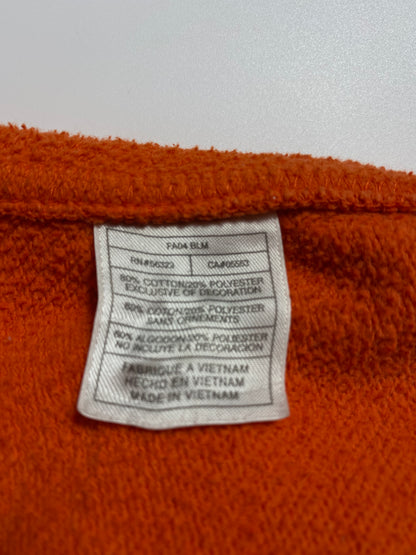 FA04 BLM
RN#56323 CA#05553
80% COTTON/20% POLYESTER
EXCLUSIVE OF DECORATION
80% COTON/20% POLYESTER
SANS ORNEMENTS
80% ALGODON/20% POLIESTER
NO INCLUYE LA DECORACION
FABRIQUÉ A VIETNAM
HECHO EN VIETNAM
MADE IN VIETNAM